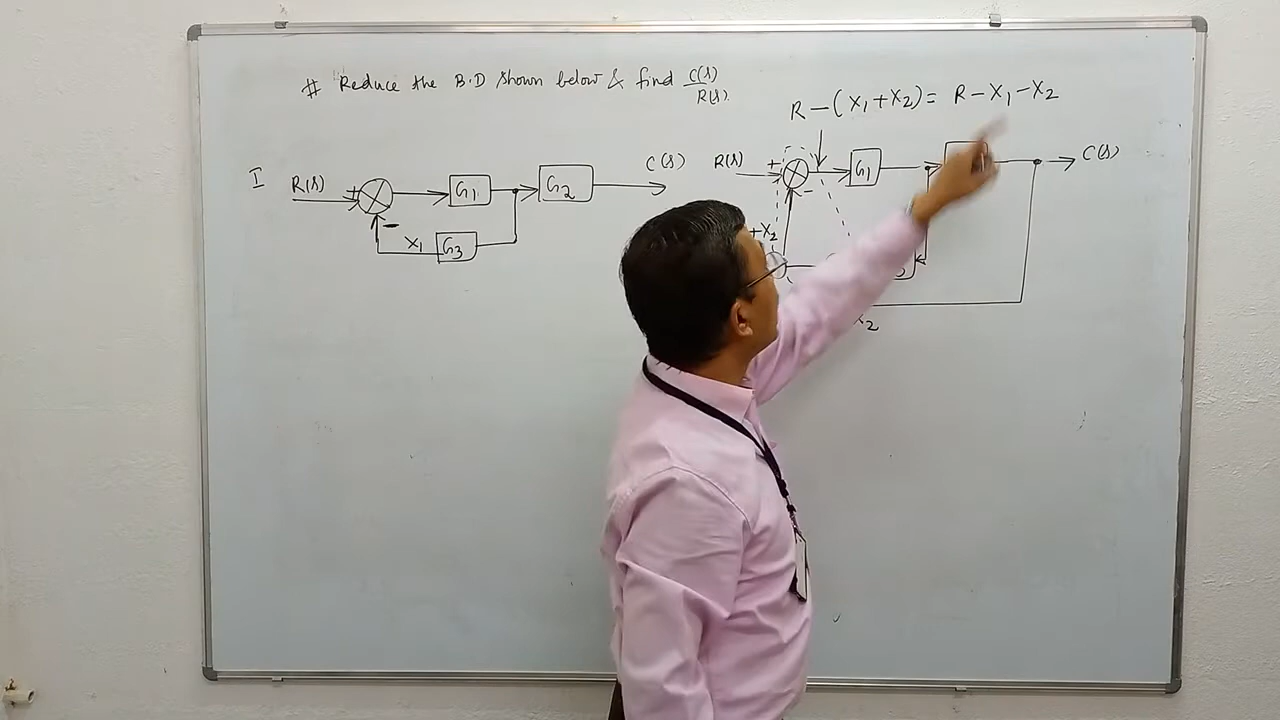 # Reduce the B.D shown below & find C(s)/R(s).
R - (X1 + X2) = R - X1 - X2
I R(s) + G1 G2 C(s)
- X1 G3
R(s) + G1 C(s)
+X2
X2